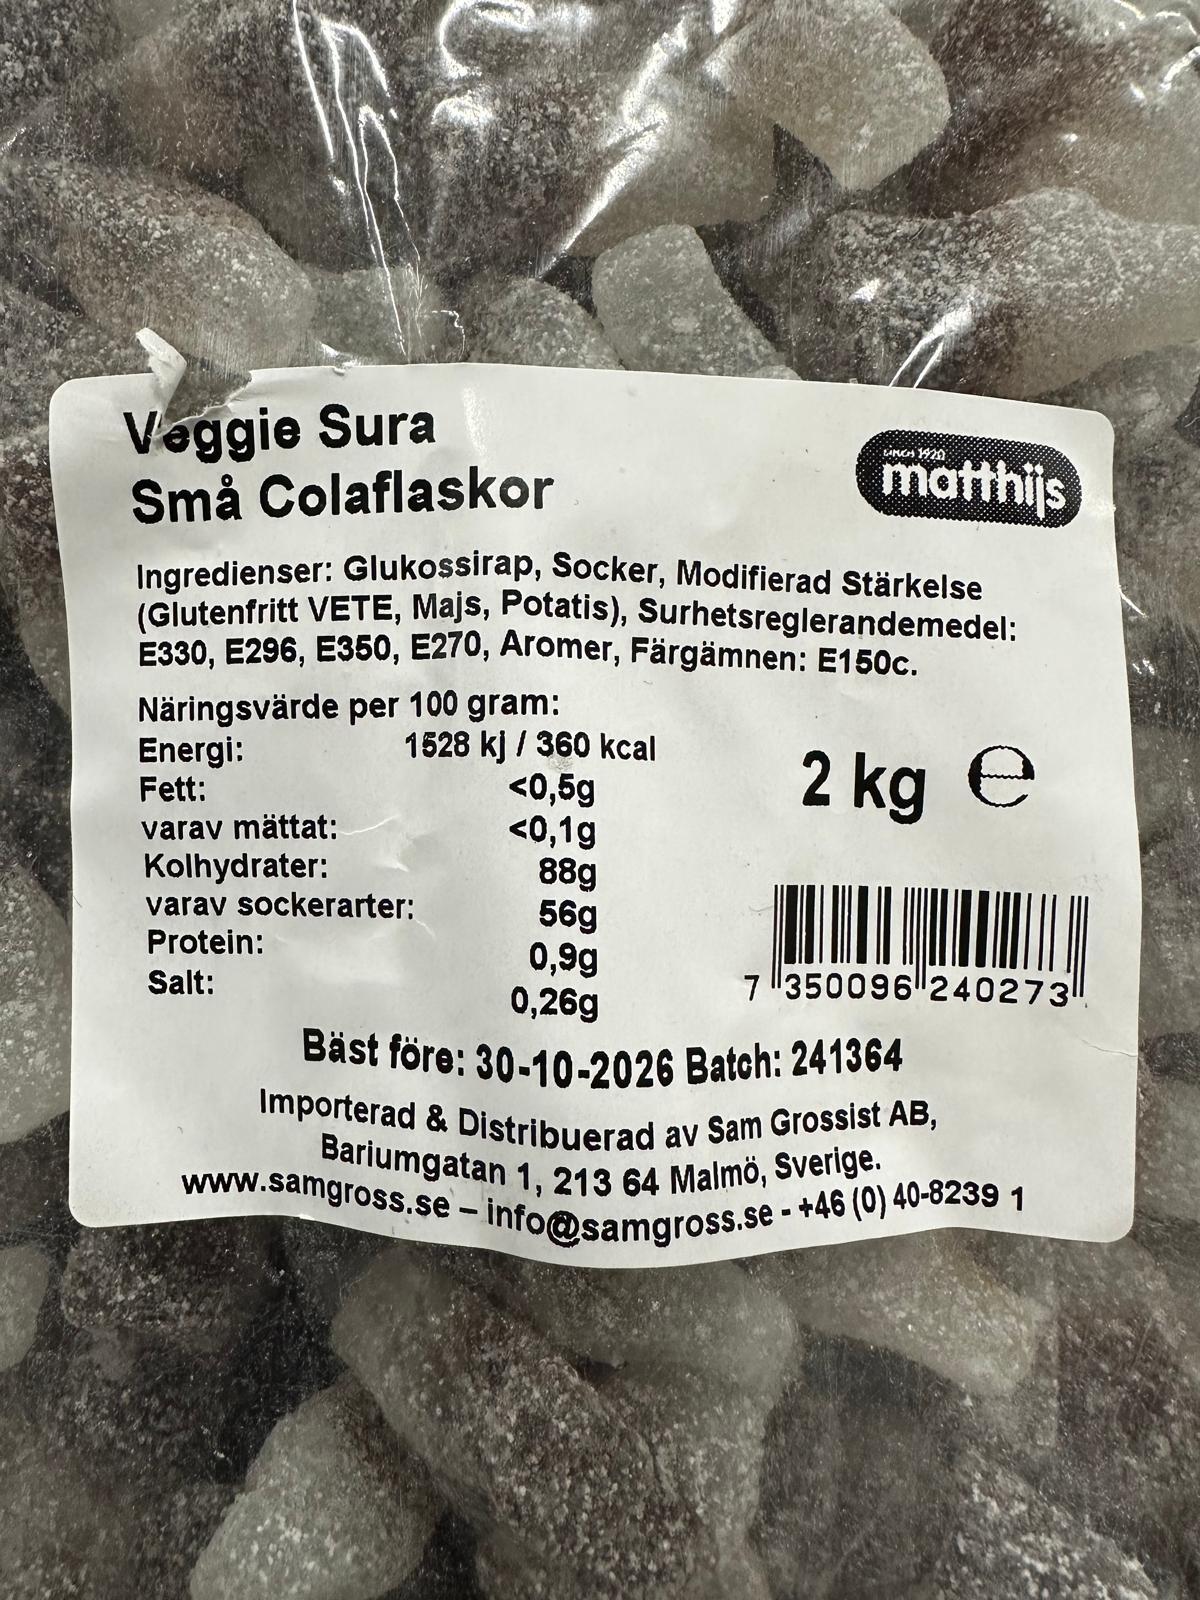 Veggie Sura
Små Colaflaskor
SINCE 1920
matthijs
Ingredienser: Glukossirap, Socker, Modifierad Stärkelse
(Glutenfritt VETE, Majs, Potatis), Surhetsreglerandemedel:
E330, E296, E350, E270, Aromer, Färgämnen: E150c.
Näringsvärde per 100 gram:
Energi: 1528 kj / 360 kcal
Fett: <0,5g
varav mättat: <0,1g
Kolhydrater: 88g
varav sockerarter: 56g
Protein: 0,9g
Salt: 0,26g
2 kg ℮
7 350096 240273
Bäst före: 30-10-2026 Batch: 241364
Importerad & Distribuerad av Sam Grossist AB,
Bariumgatan 1, 213 64 Malmö, Sverige.
www.samgross.se – info@samgross.se - +46 (0) 40-8239 1